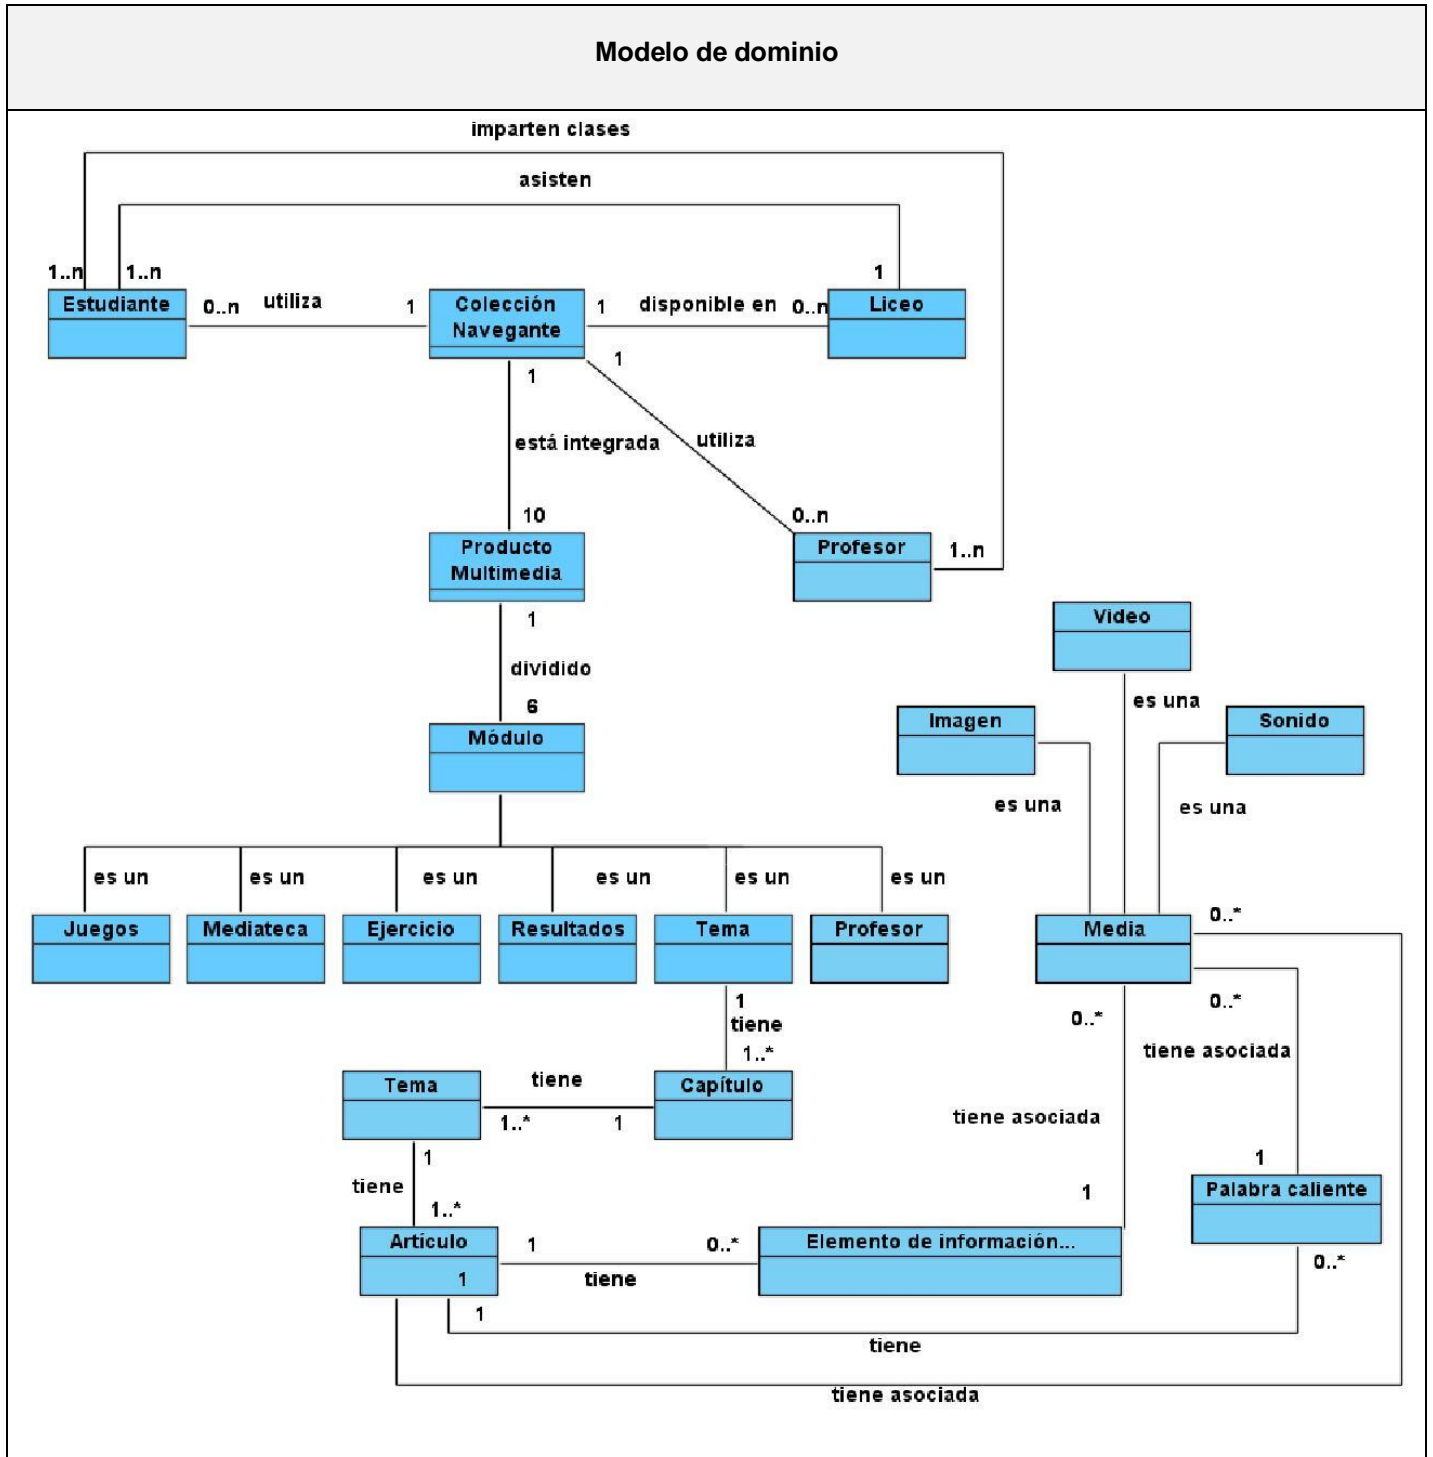 Modelo de dominio
imparten clases
asisten
1..n
1..n
1
Estudiante
0..n
utiliza
1
Colección
Navegante
1
disponible en
0..n
Liceo
1
1
está integrada
utiliza
10
0..n
Producto
Multimedia
Profesor
1..n
1
Video
dividido
es una
6
Módulo
Imagen
Sonido
es una
es una
es un
es un
es un
es un
es un
es un
Juegos
Mediateca
Ejercicio
Resultados
Tema
Profesor
Media
0..*
1
tiene
1..*
0..*
0..*
tiene asociada
Tema
tiene
Capítulo
1..*
1
tiene asociada
1
tiene
1..*
1
1
Palabra caliente
Artículo
1
0..*
Elemento de información...
1
tiene
0..*
1
tiene
tiene asociada